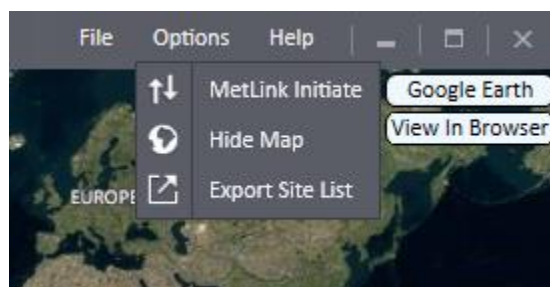 File Options Help
MetLink Initiate
Google Earth
Hide Map
View In Browser
EUROPE
Export Site List